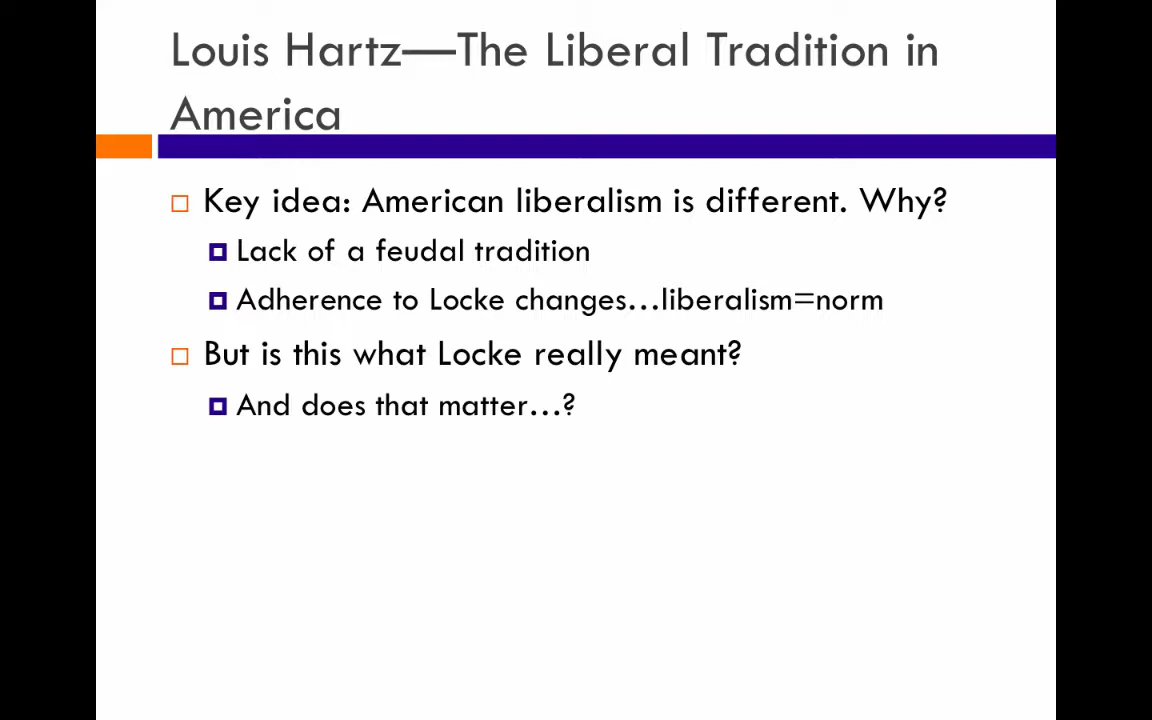 Louis Hartz—The Liberal Tradition in
America
Key idea: American liberalism is different. Why?
Lack of a feudal tradition
Adherence to Locke changes…liberalism=norm
But is this what Locke really meant?
And does that matter…?